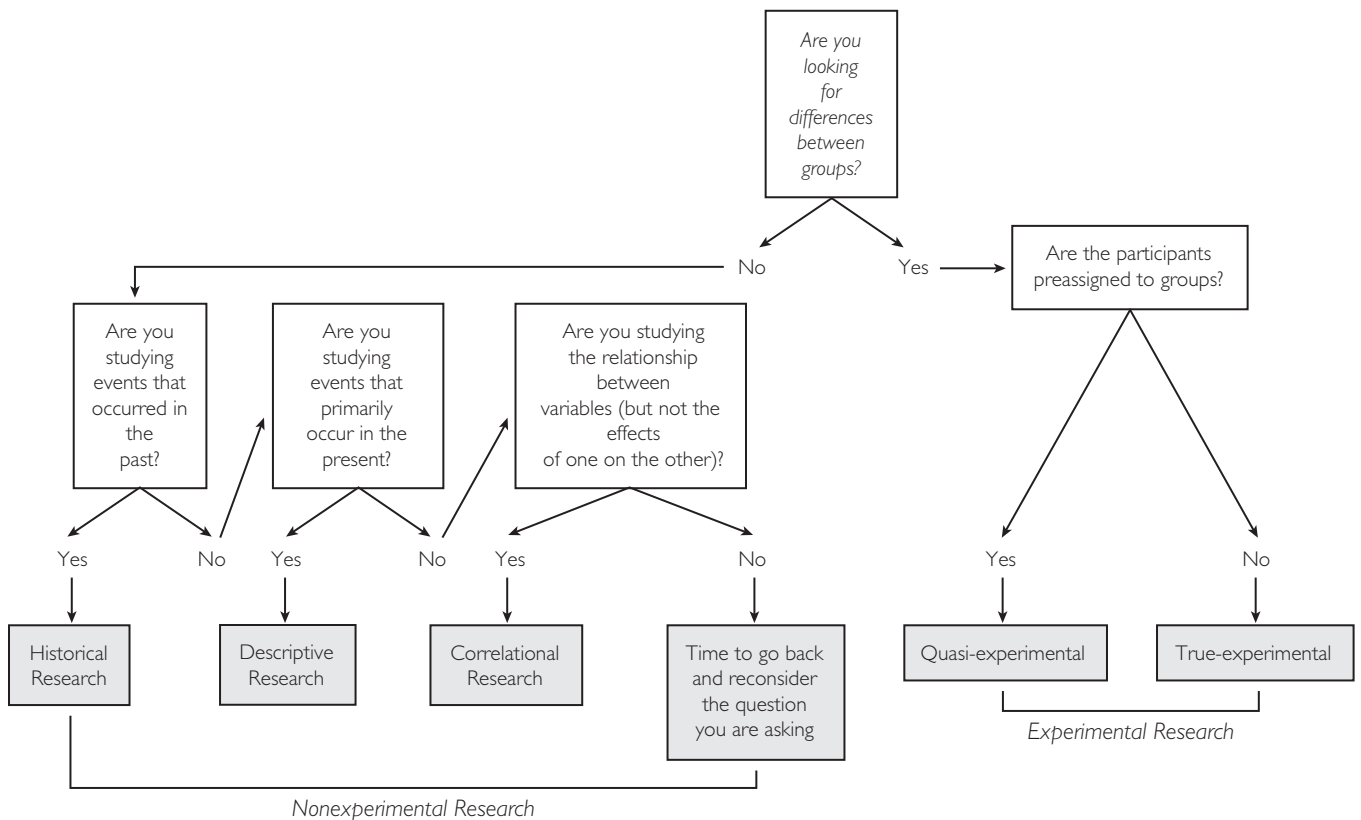 Are you
looking
for
differences
between
groups?
No
Yes
Are the participants
preassigned to groups?
Are you
studying
events that
occurred in
the
past?
Are you
studying
events that
primarily
occur in the
present?
Are you studying
the relationship
between
variables (but not the
effects
of one on the other)?
Yes
No
Yes
No
Yes
No
Yes
No
Historical
Research
Descriptive
Research
Correlational
Research
Time to go back
and reconsider
the question
you are asking
Quasi-experimental
True-experimental
Experimental Research
Nonexperimental Research